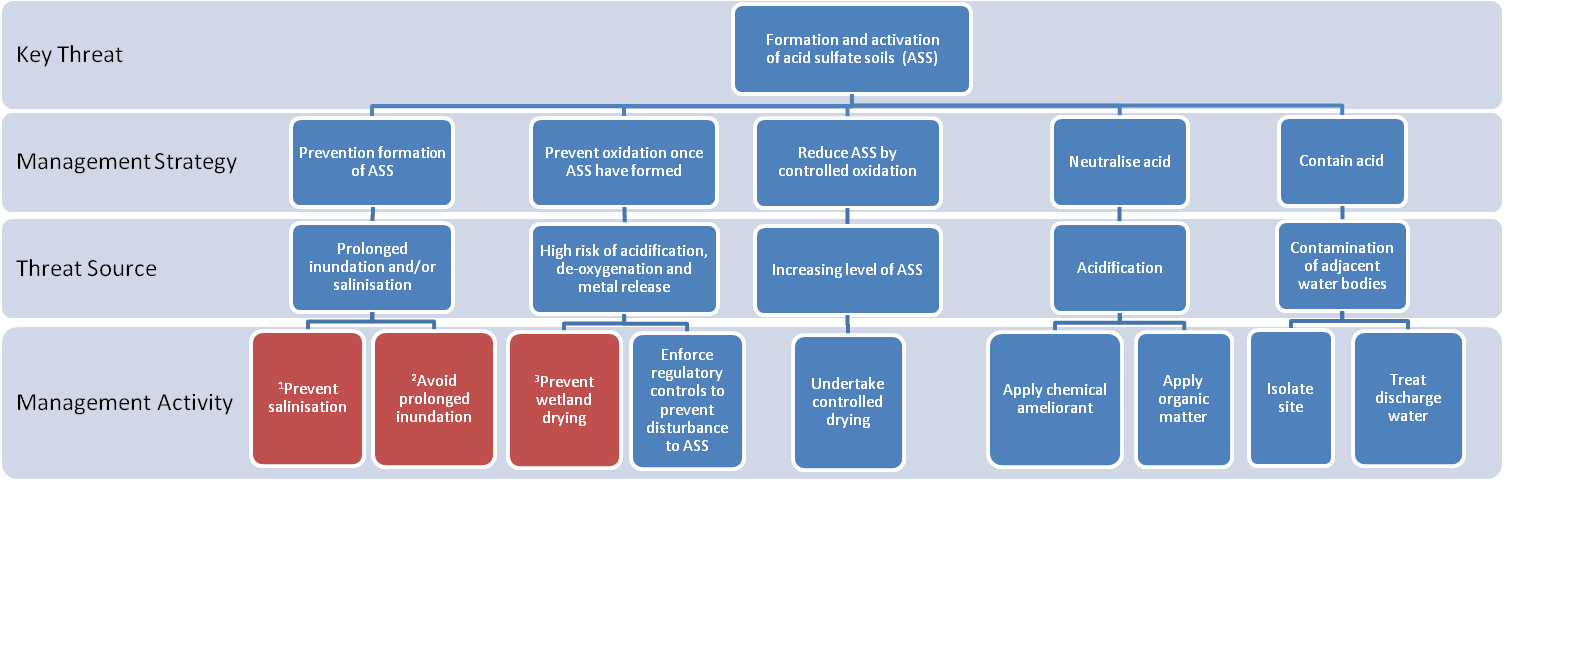 Key Threat
Formation and activation
of acid sulfate soils (ASS)
Management Strategy
Prevention formation
of ASS
Prevent oxidation once
ASS have formed
Reduce ASS by
controlled oxidation
Neutralise acid
Contain acid
Threat Source
Prolonged
inundation and/or
salinisation
High risk of acidification,
de-oxygenation and
metal release
Increasing level of ASS
Acidification
Contamination
of adjacent
water bodies
Management Activity
¹Prevent
salinisation
²Avoid
prolonged
inundation
³Prevent
wetland
drying
Enforce
regulatory
controls to
prevent
disturbance
to ASS
Undertake
controlled
drying
Apply chemical
ameliorant
Apply
organic
matter
Isolate
site
Treat
discharge
water